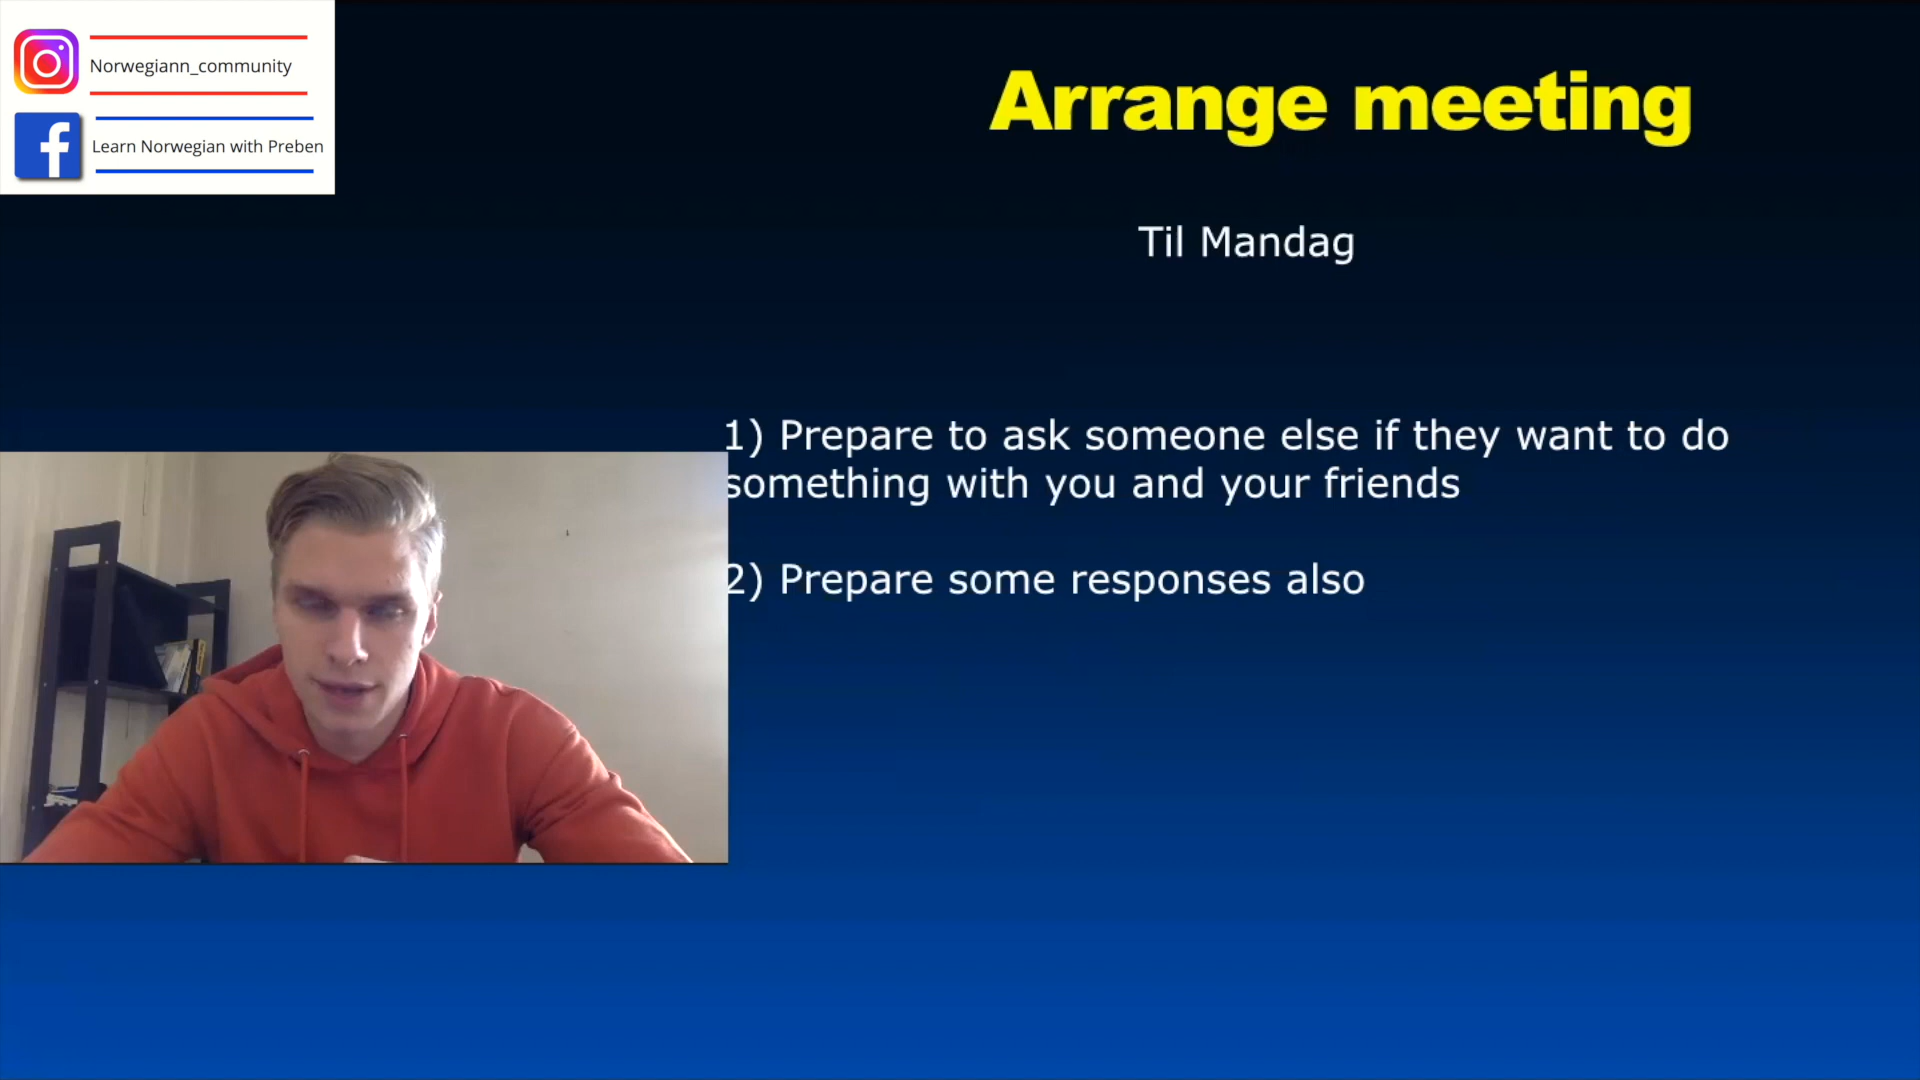 Norwegiann_community
Learn Norwegian with Preben
Arrange meeting
Til Mandag
1) Prepare to ask someone else if they want to do
something with you and your friends
2) Prepare some responses also